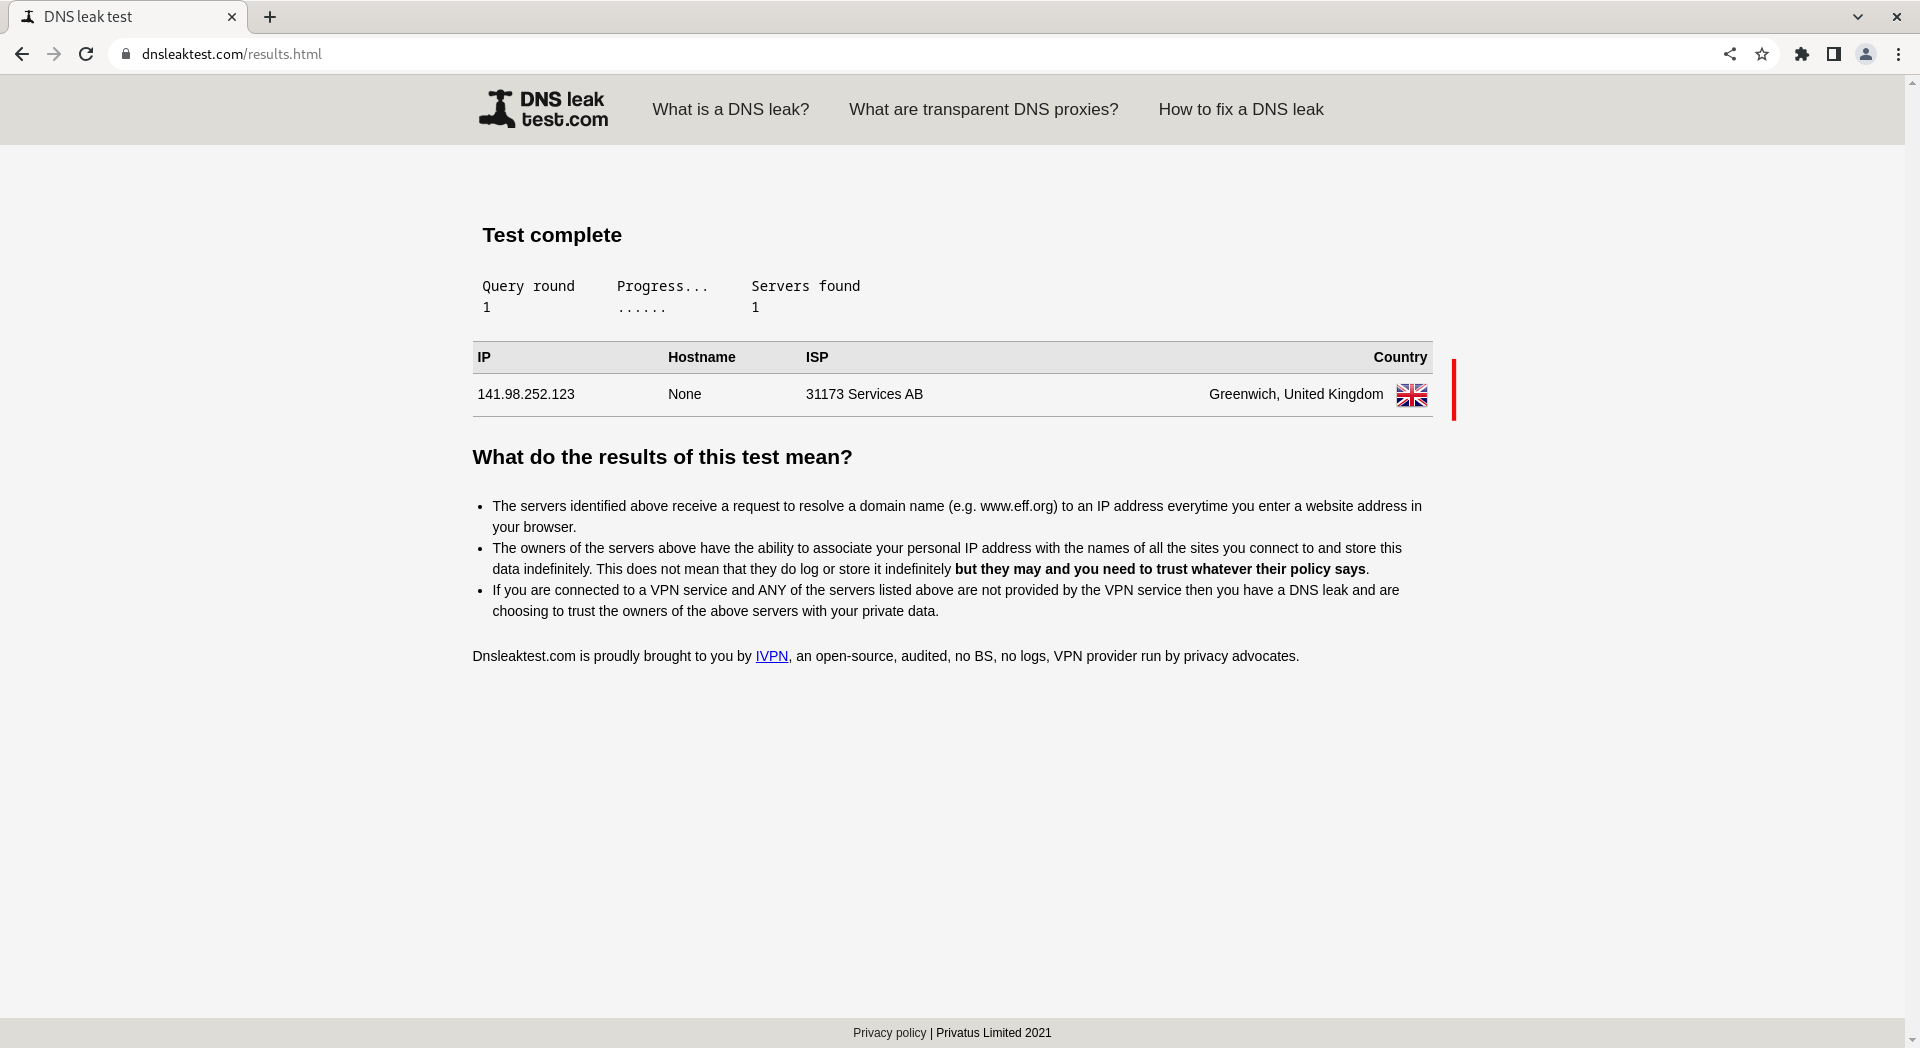 DNS leak test
dnsleaktest.com/results.html
DNS leak
test.com
What is a DNS leak? What are transparent DNS proxies? How to fix a DNS leak
Test complete
Query round Progress... Servers found
1 ...... 1
IP Hostname ISP Country
141.98.252.123 None 31173 Services AB Greenwich, United Kingdom
What do the results of this test mean?
• The servers identified above receive a request to resolve a domain name (e.g. www.eff.org) to an IP address everytime you enter a website address in
your browser.
• The owners of the servers above have the ability to associate your personal IP address with the names of all the sites you connect to and store this
data indefinitely. This does not mean that they do log or store it indefinitely but they may and you need to trust whatever their policy says.
• If you are connected to a VPN service and ANY of the servers listed above are not provided by the VPN service then you have a DNS leak and are
choosing to trust the owners of the above servers with your private data.
Dnsleaktest.com is proudly brought to you by IVPN, an open-source, audited, no BS, no logs, VPN provider run by privacy advocates.
Privacy policy | Privatus Limited 2021